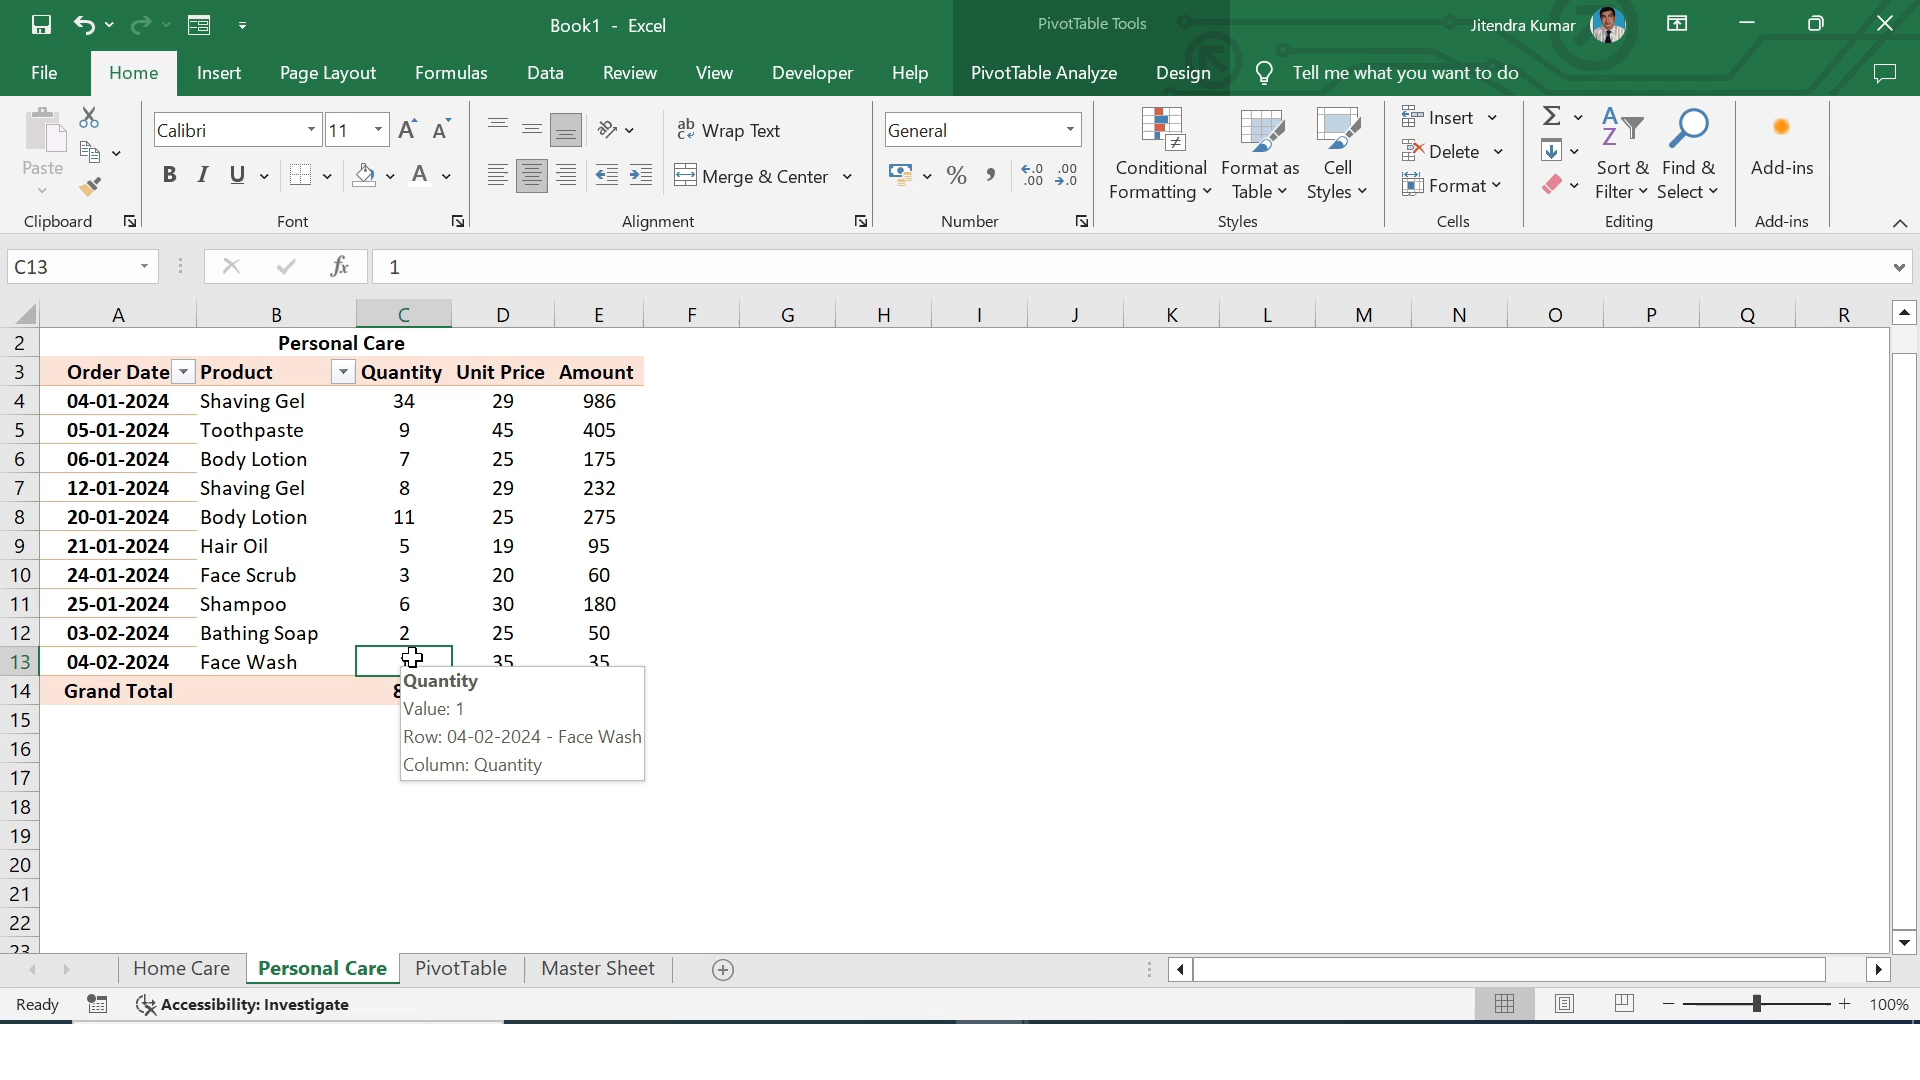 Book1 - Excel
PivotTable Tools
Jitendra Kumar
File Home Insert Page Layout Formulas Data Review View Developer Help PivotTable Analyze Design Tell me what you want to do
Paste
Clipboard
Calibri 11
B I U
Font
Wrap Text
Merge & Center
Alignment
General
Number
Conditional Formatting
Format as Table
Cell Styles
Styles
Insert
Delete
Format
Cells
Sort & Filter
Find & Select
Editing
Add-ins
Add-ins
C13 fx 1
A B C D E F G H I J K L M N O P Q R
2 Personal Care
3 Order Date Product Quantity Unit Price Amount
4 04-01-2024 Shaving Gel 34 29 986
5 05-01-2024 Toothpaste 9 45 405
6 06-01-2024 Body Lotion 7 25 175
7 12-01-2024 Shaving Gel 8 29 232
8 20-01-2024 Body Lotion 11 25 275
9 21-01-2024 Hair Oil 5 19 95
10 24-01-2024 Face Scrub 3 20 60
11 25-01-2024 Shampoo 6 30 180
12 03-02-2024 Bathing Soap 2 25 50
13 04-02-2024 Face Wash 35 35
14 Grand Total
Quantity
Value: 1
Row: 04-02-2024 - Face Wash
Column: Quantity
15
16
17
18
19
20
21
22
23
Home Care Personal Care PivotTable Master Sheet
Ready Accessibility: Investigate 100%